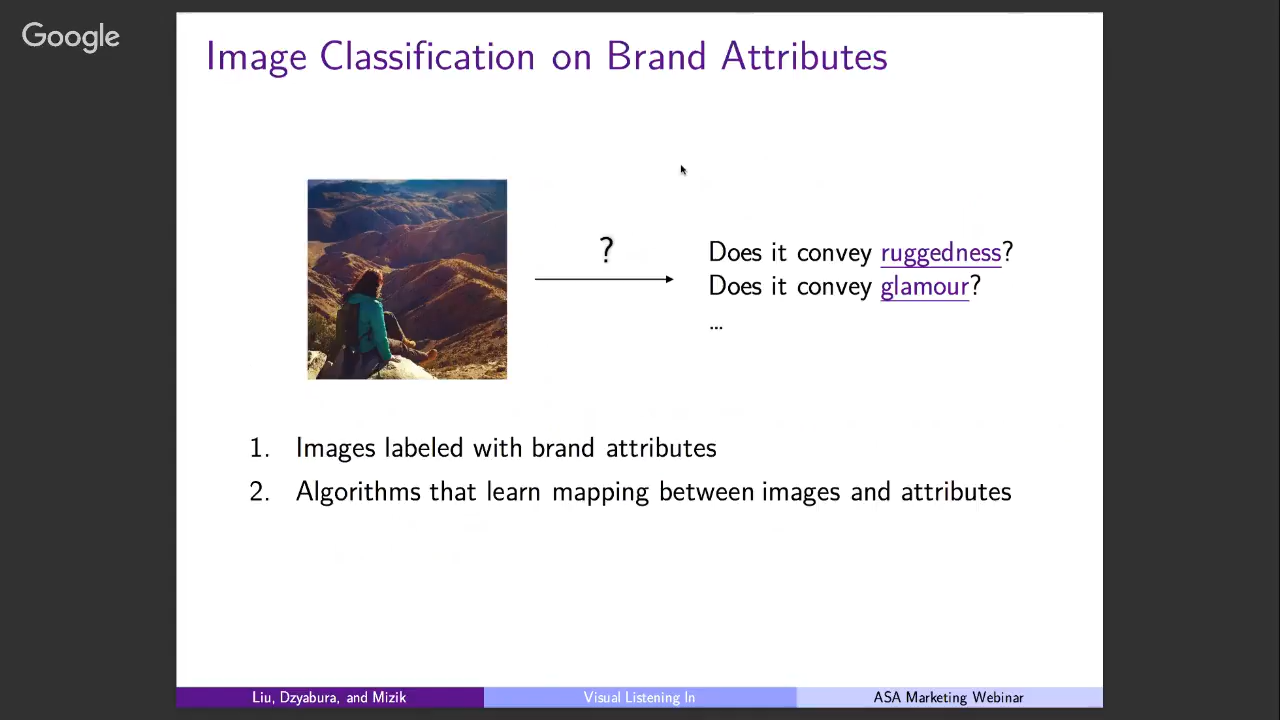 Google
Image Classification on Brand Attributes
?
Does it convey ruggedness?
Does it convey glamour?
...
1. Images labeled with brand attributes
2. Algorithms that learn mapping between images and attributes
Liu, Dzyabura, and Mizik
Visual Listening In
ASA Marketing Webinar